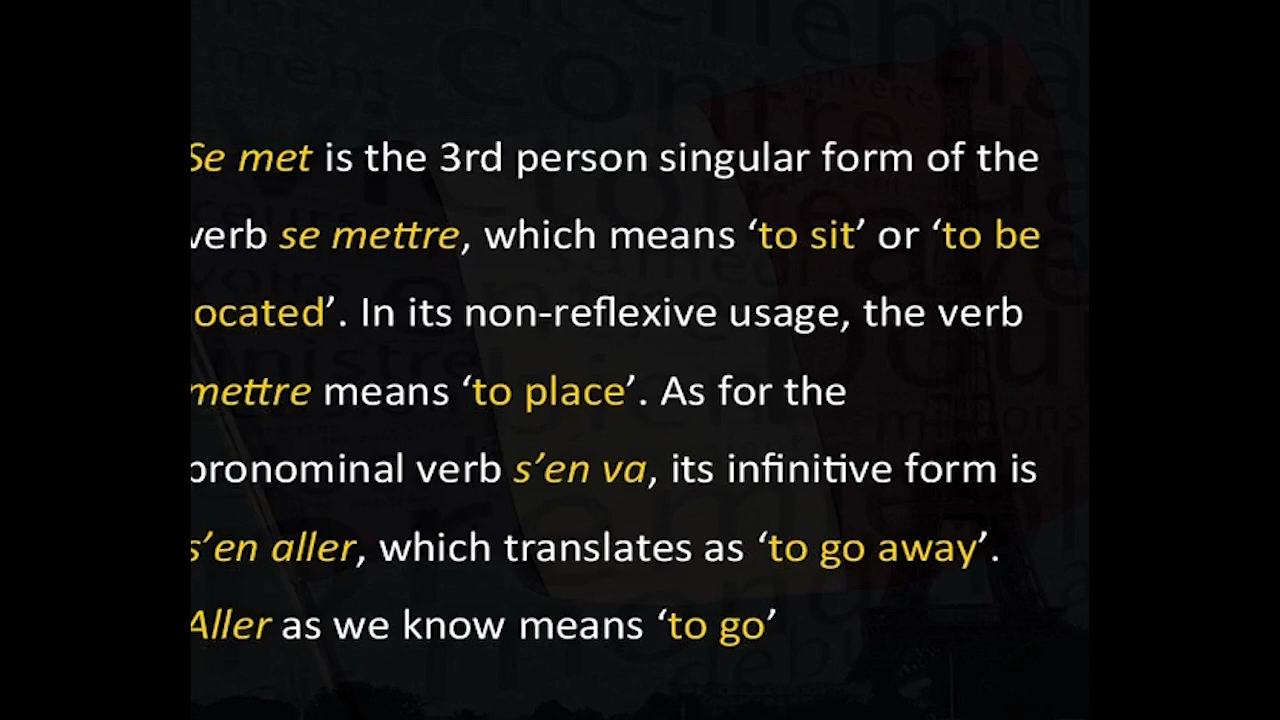 Se met is the 3rd person singular form of the
verb se mettre, which means ‘to sit’ or ‘to be
ocated’. In its non-reflexive usage, the verb
mettre means ‘to place’. As for the
pronominal verb s’en va, its infinitive form is
s’en aller, which translates as ‘to go away’.
Aller as we know means ‘to go’